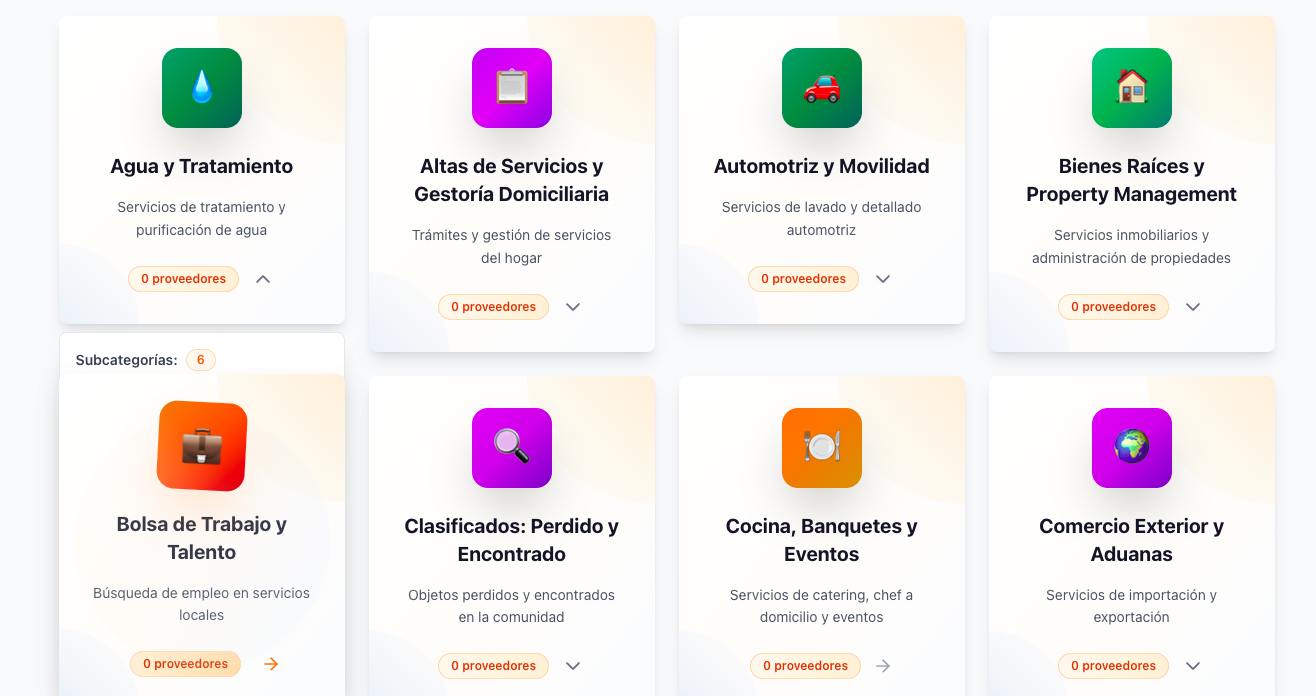 Agua y Tratamiento
Servicios de tratamiento y
purificación de agua
0 proveedores
Altas de Servicios y
Gestoría Domiciliaria
Trámites y gestión de servicios
del hogar
0 proveedores
Automotriz y Movilidad
Servicios de lavado y detallado
automotriz
0 proveedores
Bienes Raíces y
Property Management
Servicios inmobiliarios y
administración de propiedades
0 proveedores
Subcategorías: 6
Bolsa de Trabajo y
Talento
Búsqueda de empleo en servicios
locales
0 proveedores
Clasificados: Perdido y
Encontrado
Objetos perdidos y encontrados
en la comunidad
0 proveedores
Cocina, Banquetes y
Eventos
Servicios de catering, chef a
domicilio y eventos
0 proveedores
Comercio Exterior y
Aduanas
Servicios de importación y
exportación
0 proveedores